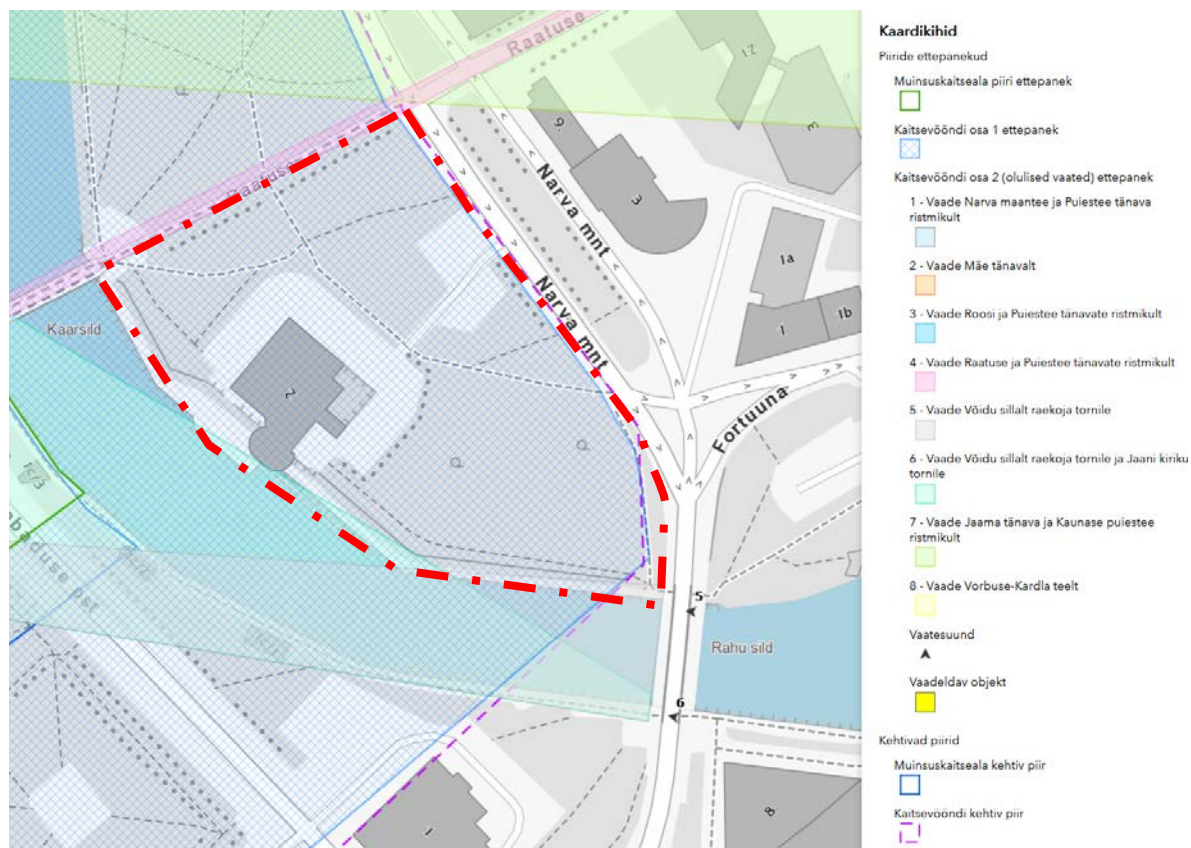 Raatuse
Raatuse
Kaarsild
Narva mnt
Narva mnt
Fortuuna
Rahu sild
9
3
1a
1
1b
2
1c/3
5
6
8
1
Kaardikihid
Piiride ettepanekud
Muinsuskaitseala piiri ettepanek
Kaitsevööndi osa 1 ettepanek
Kaitsevööndi osa 2 (olulised vaated) ettepanek
1 - Vaade Narva maantee ja Puiestee tänava
ristmikult
2 - Vaade Mäe tänavalt
3 - Vaade Roosi ja Puiestee tänavate ristmikult
4 - Vaade Raatuse ja Puiestee tänavate ristmikult
5 - Vaade Võidu sillalt raekoja tornile
6 - Vaade Võidu sillalt raekoja tornile ja Jaani kiriku
tornile
7 - Vaade Jaama tänava ja Kaunase puiestee
ristmikult
8 - Vaade Vorbuse-Kardla teelt
Vaatesuund
Vaadeldav objekt
Kehtivad piirid
Muinsuskaitseala kehtiv piir
Kaitsevööndi kehtiv piir